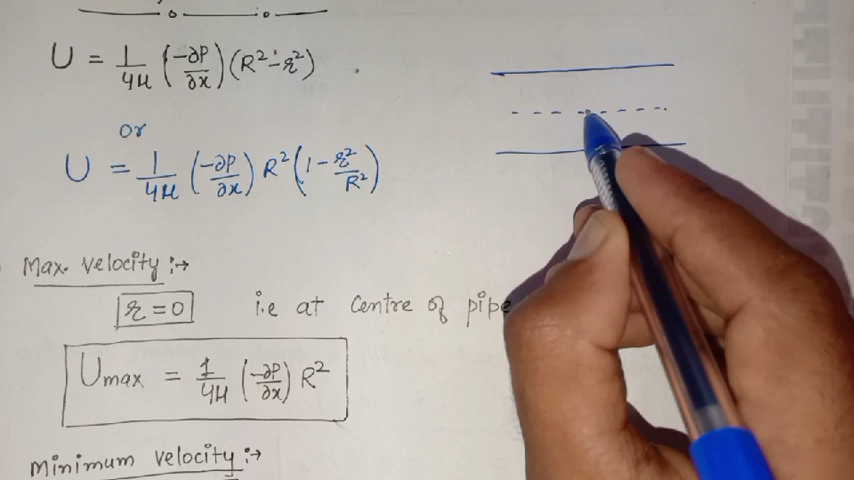 U = 1/4μ (-∂P/∂x) (R² - r²)
Or
U = 1/4μ (-∂P/∂x) R² (1 - r²/R²)
Max. velocity :→
r = 0 i.e at Centre of pipe
Umax = 1/4μ (-∂P/∂x) R²
Minimum velocity :→